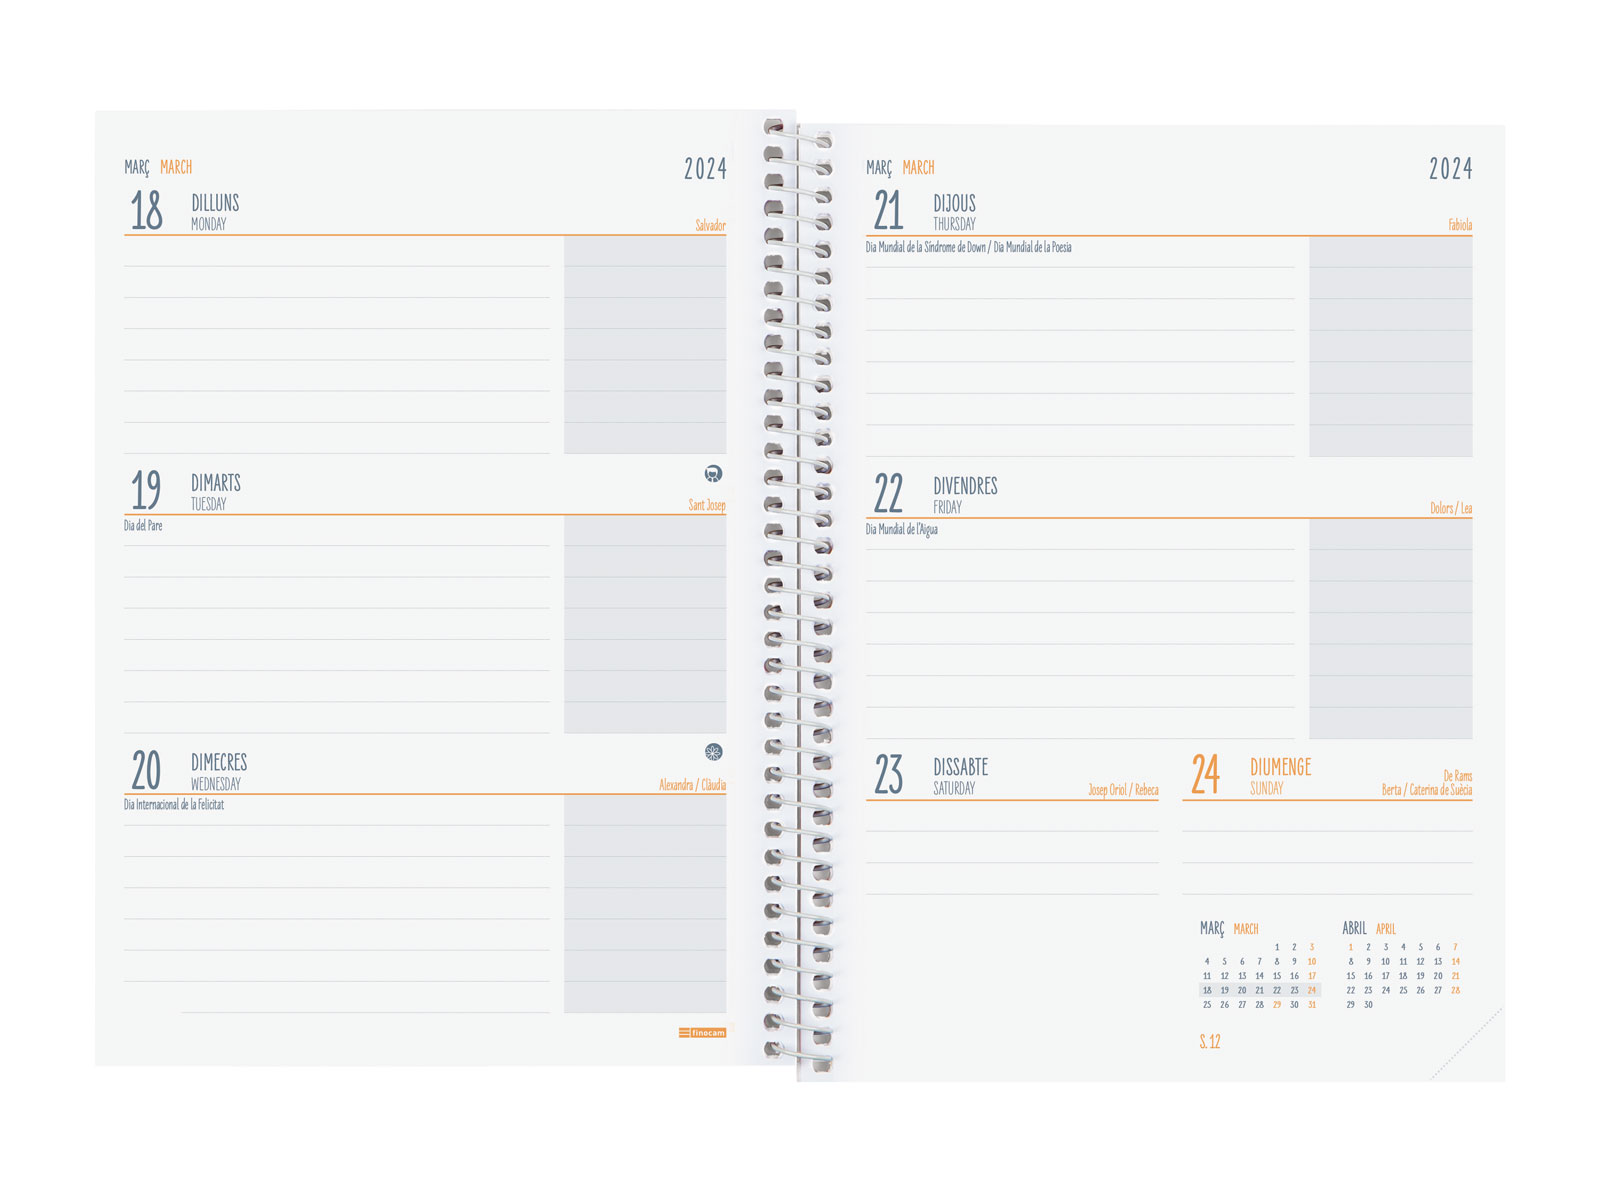 MARÇ MARCH 2024
18 DILLUNS
MONDAY Salvador
19 DIMARTS
TUESDAY Sant Josep
Dia del Pare
20 DIMECRES
WEDNESDAY Alexandra / Clàudia
Dia Internacional de la Felicitat
finocam
MARÇ MARCH 2024
21 DIJOUS
THURSDAY Fabiola
Dia Mundial de la Síndrome de Down / Dia Mundial de la Poesia
22 DIVENDRES
FRIDAY Dolors / Lea
Dia Mundial de l'Aigua
23 DISSABTE
SATURDAY Josep Oriol / Rebeca
24 DIUMENGE
SUNDAY
De Rams
Berta / Caterina de Suècia
MARÇ MARCH
1 2 3
4 5 6 7 8 9 10
11 12 13 14 15 16 17
18 19 20 21 22 23 24
25 26 27 28 29 30 31
ABRIL APRIL
1 2 3 4 5 6 7
8 9 10 11 12 13 14
15 16 17 18 19 20 21
22 23 24 25 26 27 28
29 30
S. 12